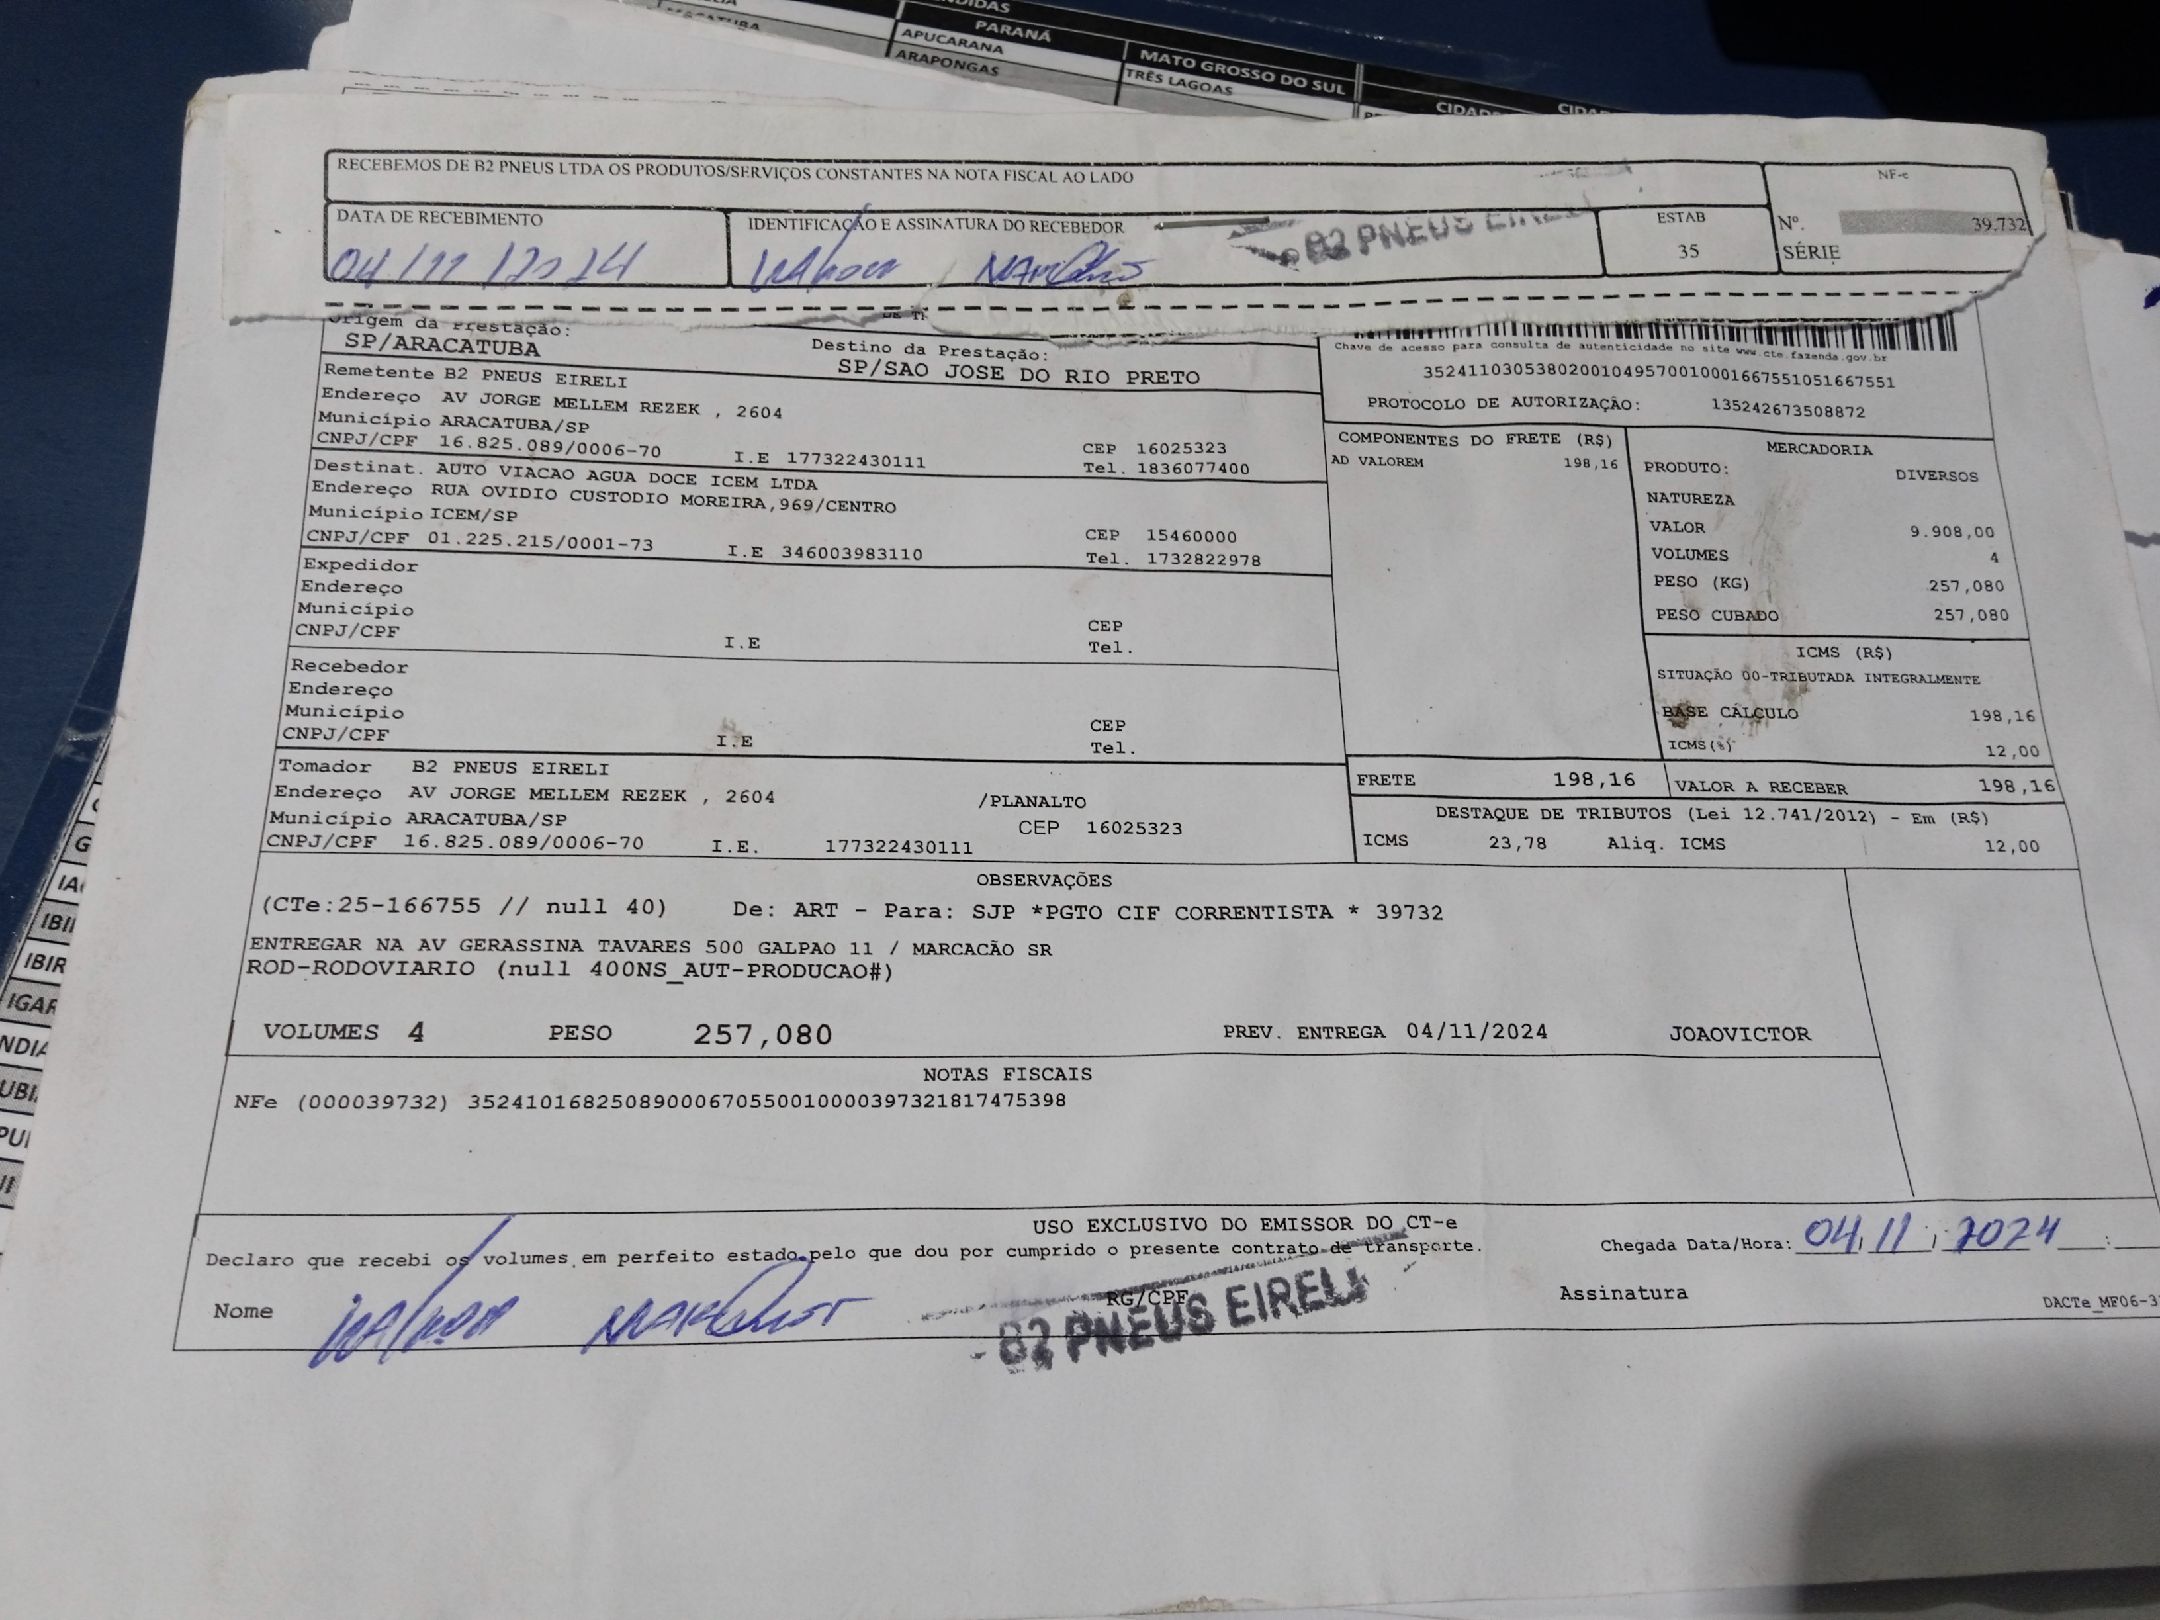 PARANÁ
APUCARANA
ARAPONGAS
MATO GROSSO DO SUL
TRÊS LAGOAS
RECEBEMOS DE B2 PNEUS LTDA OS PRODUTOS/SERVIÇOS CONSTANTES NA NOTA FISCAL AO LADO
NF-e
DATA DE RECEBIMENTO
IDENTIFICAÇÃO E ASSINATURA DO RECEBEDOR
B2 PNEUS EIRELI
ESTAB
35
Nº. 39.732
SÉRIE
04/11/2024
Origem da Prestação:
SP/ARACATUBA
Destino da Prestação:
SP/SAO JOSE DO RIO PRETO
Chave de acesso para consulta de autenticidade no site www.cte.fazenda.gov.br
35241103053802001049570010001667551051667551
PROTOCOLO DE AUTORIZAÇÃO: 135242673508872
Remetente B2 PNEUS EIRELI
Endereço AV JORGE MELLEM REZEK , 2604
Município ARACATUBA/SP
CEP 16025323
CNPJ/CPF 16.825.089/0006-70 I.E 177322430111 Tel. 1836077400
Destinat. AUTO VIACAO AGUA DOCE ICEM LTDA
Endereço RUA OVIDIO CUSTODIO MOREIRA,969/CENTRO
Município ICEM/SP
CEP 15460000
CNPJ/CPF 01.225.215/0001-73 I.E 346003983110 Tel. 1732822978
Expedidor
Endereço
Município
CEP
CNPJ/CPF I.E Tel.
Recebedor
Endereço
Município
CEP
CNPJ/CPF I.E Tel.
Tomador B2 PNEUS EIRELI
Endereço AV JORGE MELLEM REZEK , 2604 /PLANALTO
Município ARACATUBA/SP CEP 16025323
CNPJ/CPF 16.825.089/0006-70 I.E. 177322430111
COMPONENTES DO FRETE (R$)
AD VALOREM 198,16
MERCADORIA
PRODUTO: DIVERSOS
NATUREZA
VALOR 9.908,00
VOLUMES 4
PESO (KG) 257,080
PESO CUBADO 257,080
ICMS (R$)
SITUAÇÃO 00-TRIBUTADA INTEGRALMENTE
BASE CÁLCULO 198,16
ICMS(%) 12,00
FRETE 198,16 VALOR A RECEBER 198,16
DESTAQUE DE TRIBUTOS (Lei 12.741/2012) - Em (R$)
ICMS 23,78 Aliq. ICMS 12,00
OBSERVAÇÕES
(CTe:25-166755 // null 40) De: ART - Para: SJP *PGTO CIF CORRENTISTA * 39732
ENTREGAR NA AV GERASSINA TAVARES 500 GALPAO 11 / MARCACÃO SR
ROD-RODOVIARIO (null 400NS_AUT-PRODUCAO#)
VOLUMES 4 PESO 257,080 PREV. ENTREGA 04/11/2024 JOAOVICTOR
NOTAS FISCAIS
NFe (000039732) 35241016825089000670550010000397321817475398
USO EXCLUSIVO DO EMISSOR DO CT-e
Declaro que recebi os volumes em perfeito estado pelo que dou por cumprido o presente contrato de transporte.
Chegada Data/Hora: 04/11/2024
Nome
RG/CPF
Assinatura
B2 PNEUS EIRELI